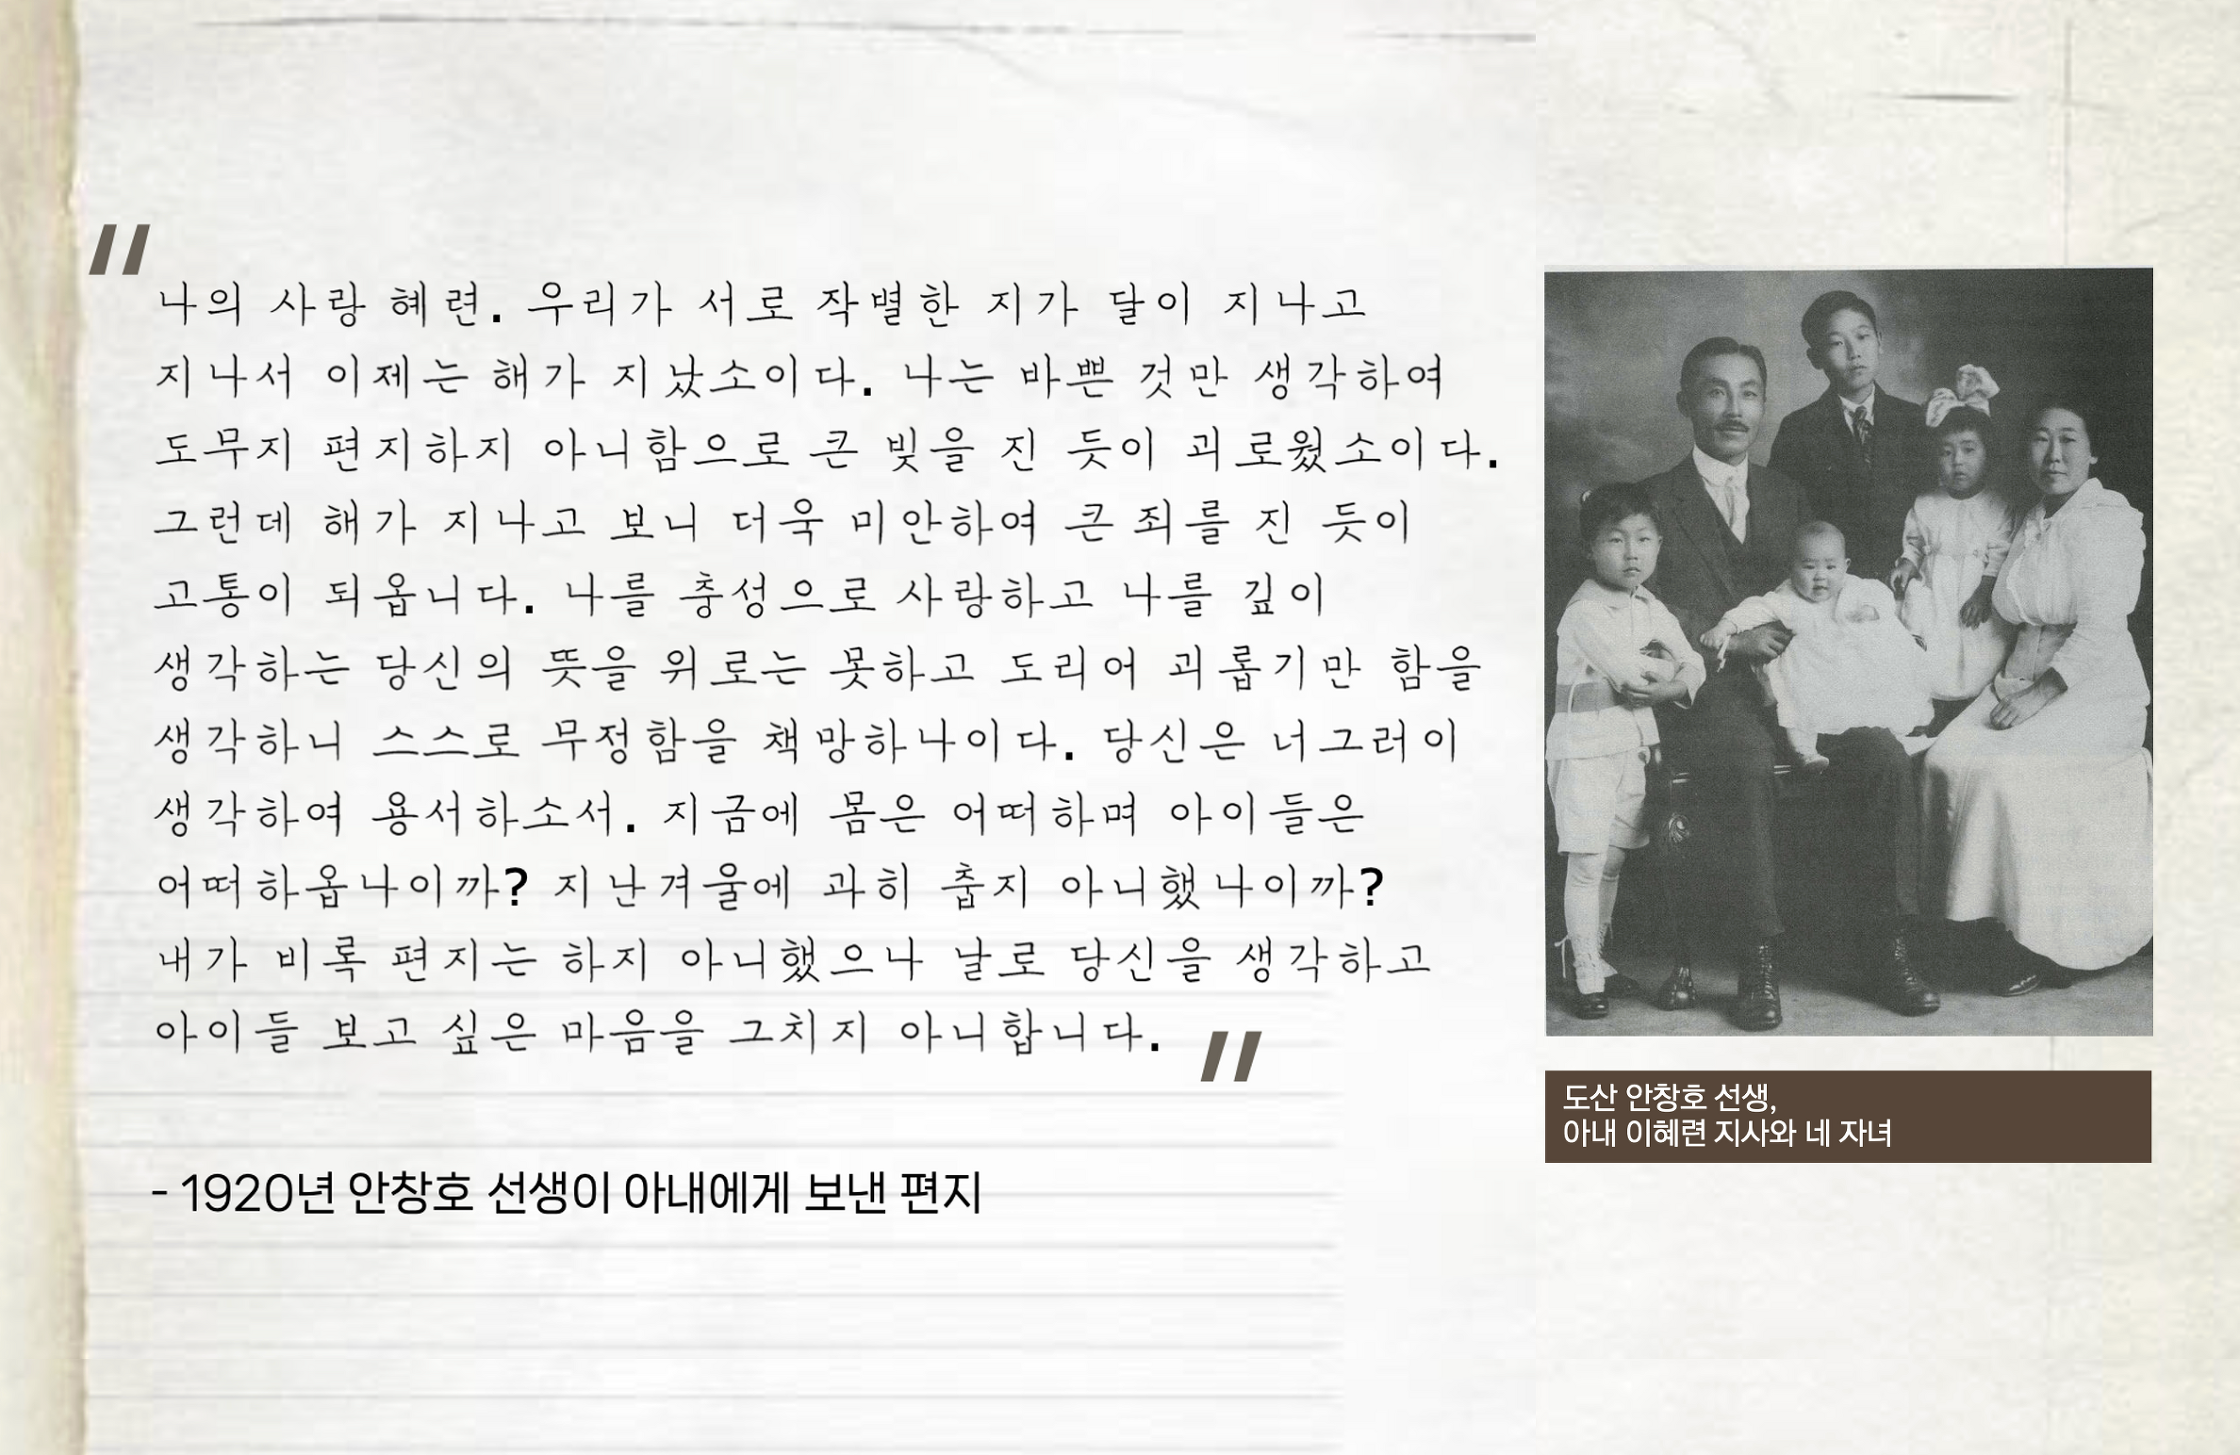 "
나의 사랑 혜련. 우리가 서로 작별한 지가 달이 지나고
지나서 이제는 해가 지났소이다. 나는 바쁜 것만 생각하여
도무지 편지하지 아니함으로 큰 빚을 진 듯이 괴로웠소이다.
그런데 해가 지나고 보니 더욱 미안하여 큰 죄를 진 듯이
고통이 되옵니다. 나를 충성으로 사랑하고 나를 깊이
생각하는 당신의 뜻을 위로는 못하고 도리어 괴롭기만 함을
생각하니 스스로 무정함을 책망하나이다. 당신은 너그러이
생각하여 용서하소서. 지금에 몸은 어떠하며 아이들은
어떠하옵나이까? 지난겨울에 과히 춥지 아니했나이까?
내가 비록 편지는 하지 아니했으나 날로 당신을 생각하고
아이들 보고 싶은 마음을 그치지 아니합니다. "
- 1920년 안창호 선생이 아내에게 보낸 편지
도산 안창호 선생,
아내 이혜련 지사와 네 자녀